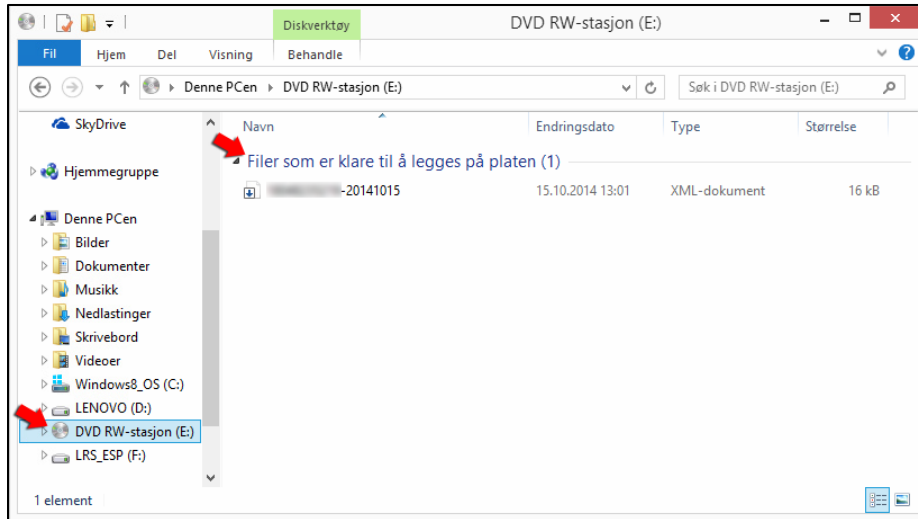 Diskverktøy
DVD RW-stasjon (E:)
Fil Hjem Del Visning Behandle
Denne PCen DVD RW-stasjon (E:)
Søk i DVD RW-stasjon (E:)
SkyDrive
Hjemmegruppe
Denne PCen
Bilder
Dokumenter
Musikk
Nedlastinger
Skrivebord
Videoer
Windows8_OS (C:)
LENOVO (D:)
DVD RW-stasjon (E:)
LRS_ESP (F:)
Navn Endringsdato Type Størrelse
Filer som er klare til å legges på platen (1)
-20141015 15.10.2014 13:01 XML-dokument 16 kB
1 element